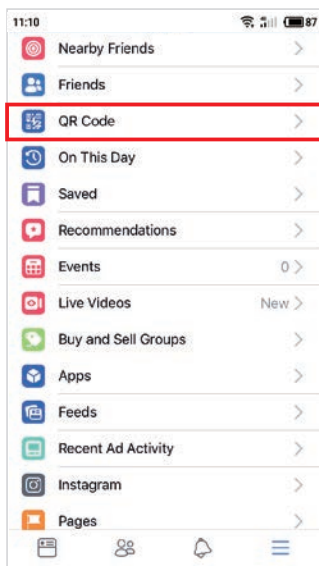 11:10 87
Nearby Friends
Friends
QR Code
On This Day
Saved
Recommendations
Events 0
Live Videos New
Buy and Sell Groups
Apps
Feeds
Recent Ad Activity
Instagram
Pages